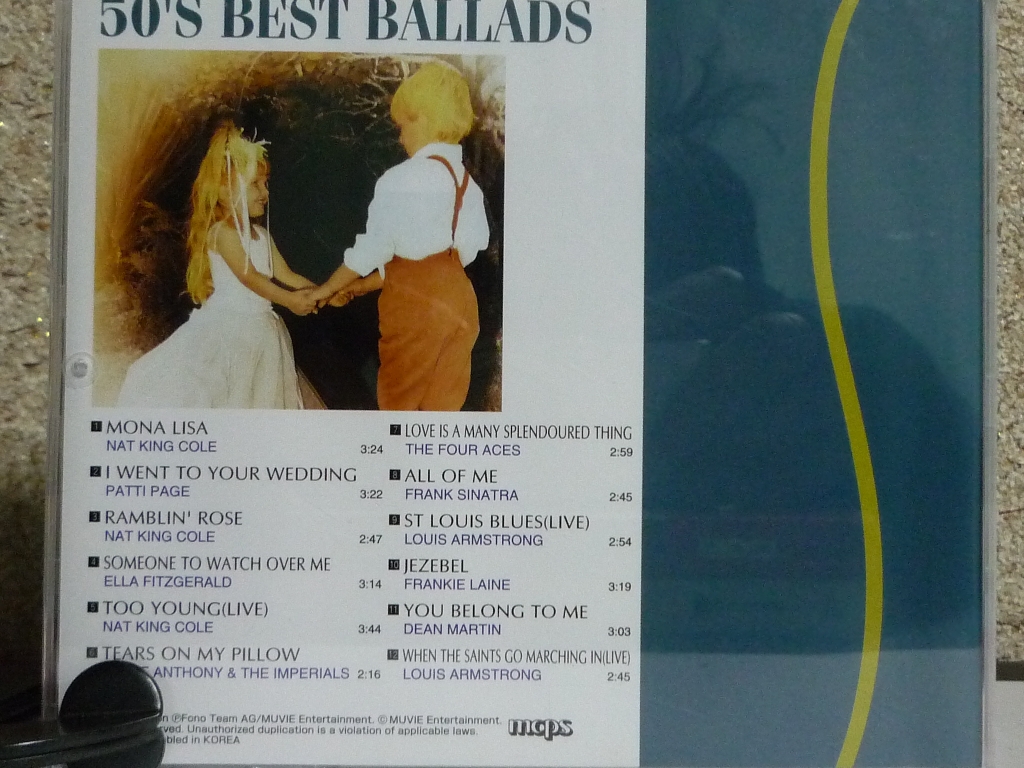 50'S BEST BALLADS
1 MONA LISA
NAT KING COLE 3:24
2 I WENT TO YOUR WEDDING
PATTI PAGE 3:22
3 RAMBLIN' ROSE
NAT KING COLE 2:47
4 SOMEONE TO WATCH OVER ME
ELLA FITZGERALD 3:14
5 TOO YOUNG(LIVE)
NAT KING COLE 3:44
6 TEARS ON MY PILLOW
ANTHONY & THE IMPERIALS 2:16
7 LOVE IS A MANY SPLENDOURED THING
THE FOUR ACES 2:59
8 ALL OF ME
FRANK SINATRA 2:45
9 ST LOUIS BLUES(LIVE)
LOUIS ARMSTRONG 2:54
10 JEZEBEL
FRANKIE LAINE 3:19
11 YOU BELONG TO ME
DEAN MARTIN 3:03
12 WHEN THE SAINTS GO MARCHING IN(LIVE)
LOUIS ARMSTRONG 2:45
℗Fono Team AG/MUVIE Entertainment. ©MUVIE Entertainment.
Unauthorized duplication is a violation of applicable laws.
in KOREA
mcps